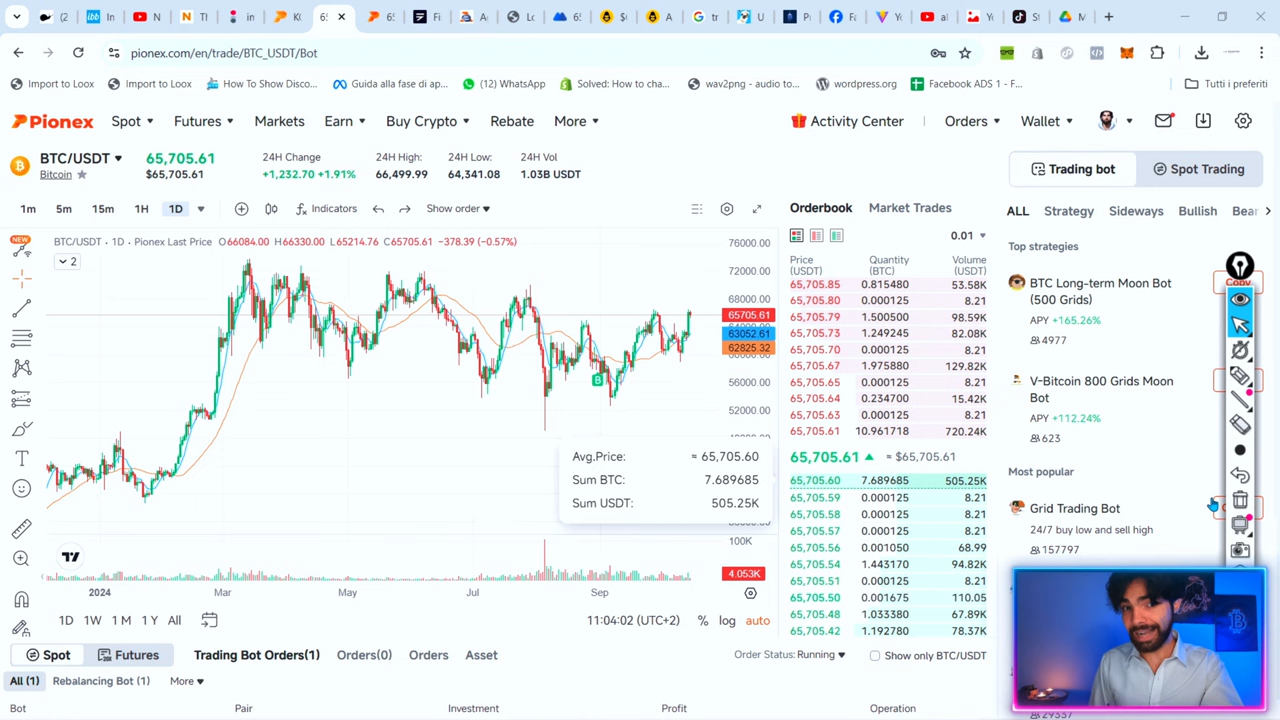 pionex.com/en/trade/BTC_USDT/Bot
Import to Loox
Import to Loox
How To Show Disco...
Guida alla fase di ap...
(12) WhatsApp
Solved: How to cha...
wav2png - audio to...
wordpress.org
Facebook ADS 1 - F...
Tutti i preferiti
Pionex
Spot
Futures
Markets
Earn
Buy Crypto
Rebate
More
Activity Center
Orders
Wallet
BTC/USDT
Bitcoin
65,705.61
$65,705.61
24H Change
+1,232.70 +1.91%
24H High:
66,499.99
24H Low:
64,341.08
24H Vol
1.03B USDT
Trading bot
Spot Trading
1m 5m 15m 1H 1D
Indicators
Show order
Orderbook
Market Trades
ALL
Strategy
Sideways
Bullish
Bear
NEW
BTC/USDT · 1D · Pionex Last Price O66084.00 H66330.00 L65214.76 C65705.61 −378.39 (−0.57%)
2
76000.00
72000.00
68000.00
65705.61
63052.61
62825.32
56000.00
52000.00
B
100K
4.053K
2024 Mar May Jul Sep
Avg.Price: ≈ 65,705.60
Sum BTC: 7.689685
Sum USDT: 505.25K
1D 1W 1M 1Y All
11:04:02 (UTC+2)
% log auto
0.01
Price (USDT)
Quantity (BTC)
Volume (USDT)
65,705.85 0.815480 53.58K
65,705.80 0.000125 8.21
65,705.79 1.500500 98.59K
65,705.73 1.249245 82.08K
65,705.70 0.000125 8.21
65,705.67 1.975880 129.82K
65,705.65 0.000125 8.21
65,705.64 0.234700 15.42K
65,705.63 0.000125 8.21
65,705.61 10.961718 720.24K
65,705.61 ≈ $65,705.61
65,705.60 7.689685 505.25K
65,705.59 0.000125 8.21
65,705.58 0.000125 8.21
65,705.57 0.000125 8.21
65,705.56 0.001050 68.99
65,705.54 1.443170 94.82K
65,705.51 0.000125 8.21
65,705.50 0.001675 110.05
65,705.48 1.033380 67.89K
65,705.42 1.192780 78.37K
Top strategies
BTC Long-term Moon Bot
(500 Grids)
APY +165.26%
4977
Copy
V-Bitcoin 800 Grids Moon
Bot
APY +112.24%
623
Most popular
Grid Trading Bot
24/7 buy low and sell high
157797
Spot
Futures
Trading Bot Orders(1)
Orders(0)
Orders
Asset
Order Status: Running
Show only BTC/USDT
All (1)
Rebalancing Bot (1)
More
Bot
Pair
Investment
Profit
Operation